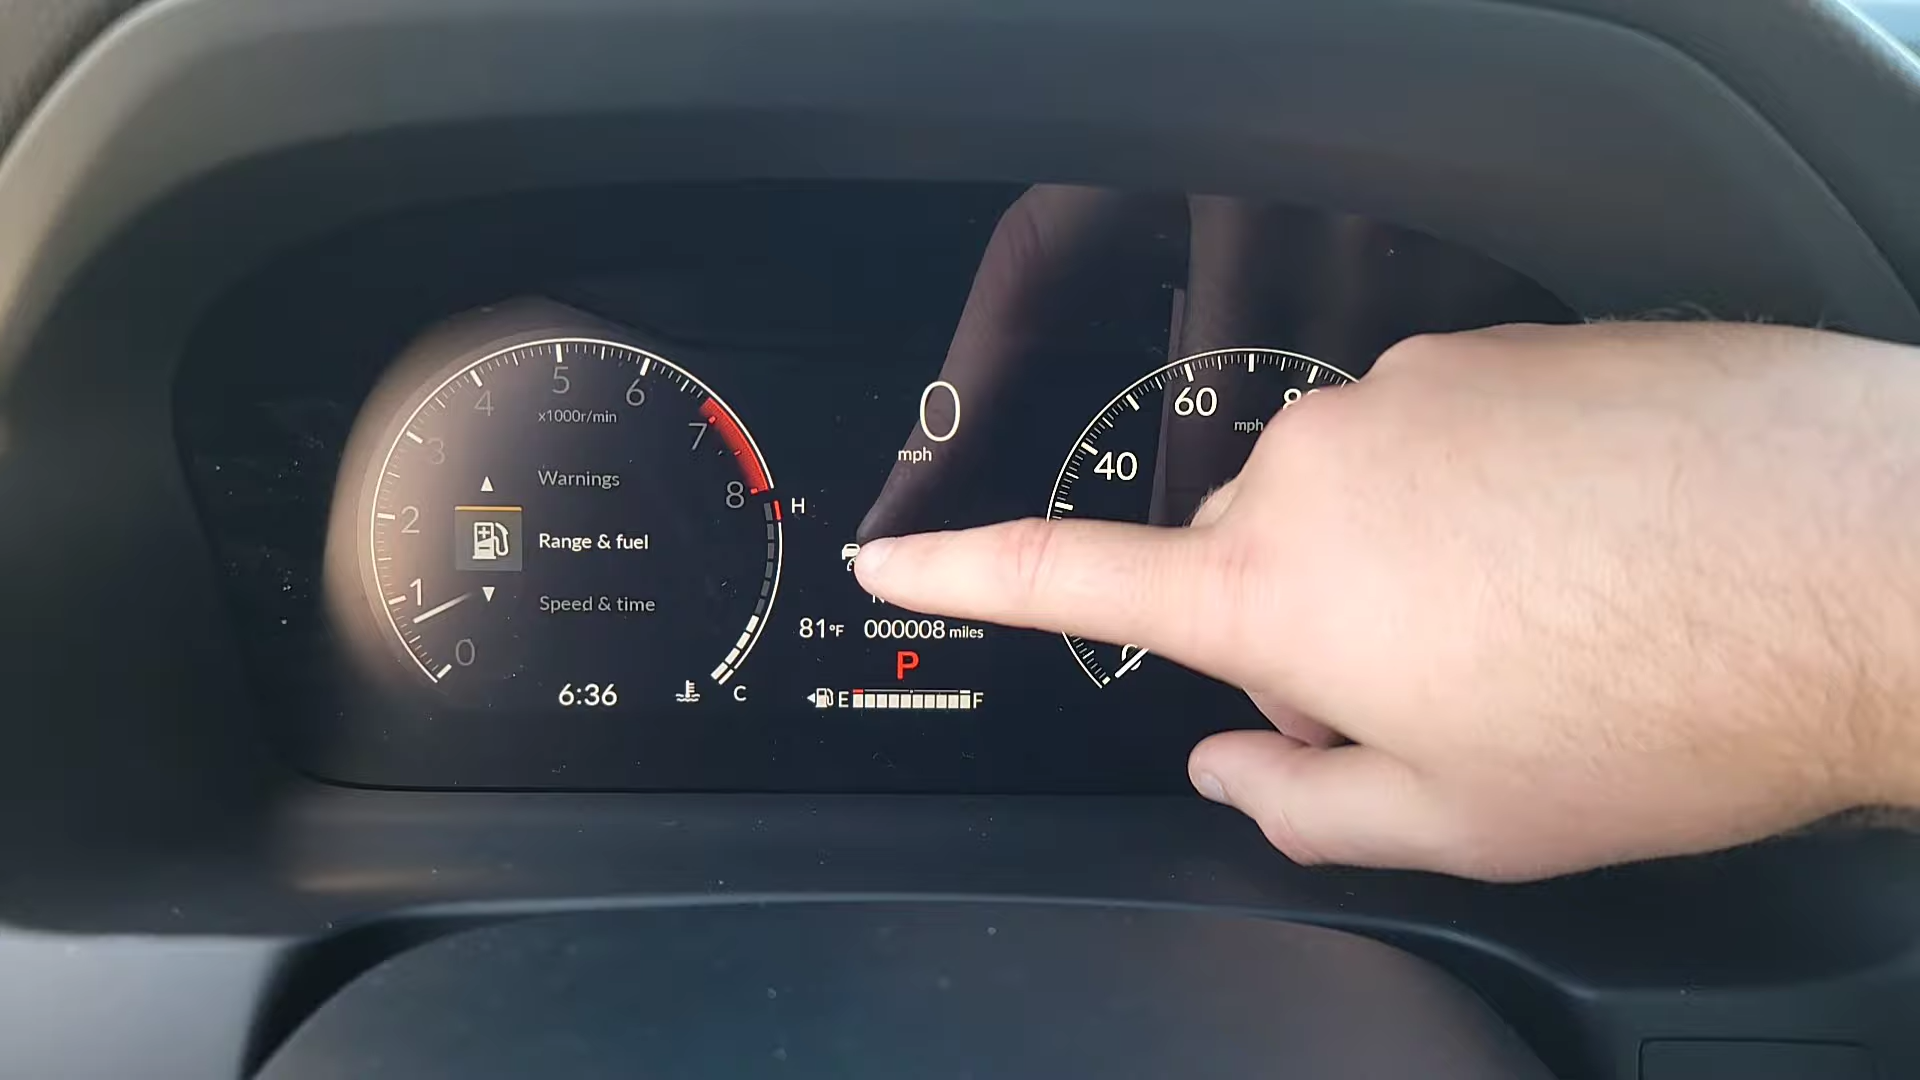 5
4
6
x1000r/min
3
7
Warnings
8
H
2
Range & fuel
1
Speed & time
0
6:36
C
0
mph
81°F 000008 miles
P
E
F
60
mph
40